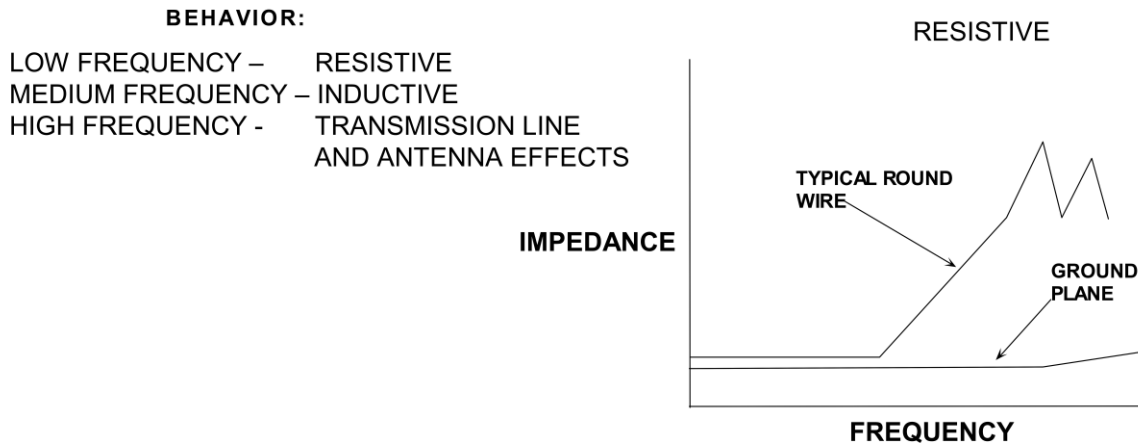 BEHAVIOR:
LOW FREQUENCY – RESISTIVE
MEDIUM FREQUENCY – INDUCTIVE
HIGH FREQUENCY - TRANSMISSION LINE
AND ANTENNA EFFECTS
RESISTIVE
TYPICAL ROUND
WIRE
IMPEDANCE
GROUND
PLANE
FREQUENCY